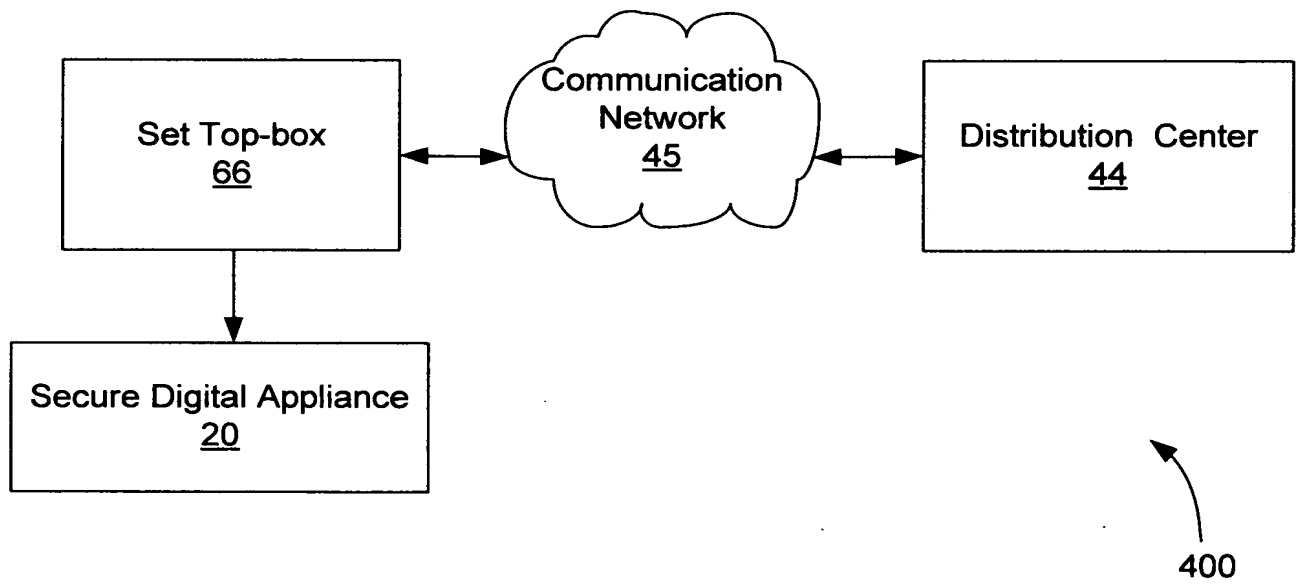 Set Top-box
66
Communication
Network
45
Distribution Center
44
Secure Digital Appliance
20
400